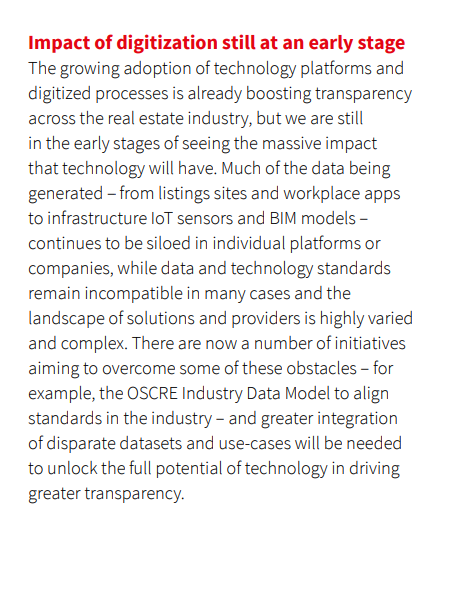 Impact of digitization still at an early stage
The growing adoption of technology platforms and
digitized processes is already boosting transparency
across the real estate industry, but we are still
in the early stages of seeing the massive impact
that technology will have. Much of the data being
generated – from listings sites and workplace apps
to infrastructure IoT sensors and BIM models –
continues to be siloed in individual platforms or
companies, while data and technology standards
remain incompatible in many cases and the
landscape of solutions and providers is highly varied
and complex. There are now a number of initiatives
aiming to overcome some of these obstacles – for
example, the OSCRE Industry Data Model to align
standards in the industry – and greater integration
of disparate datasets and use-cases will be needed
to unlock the full potential of technology in driving
greater transparency.